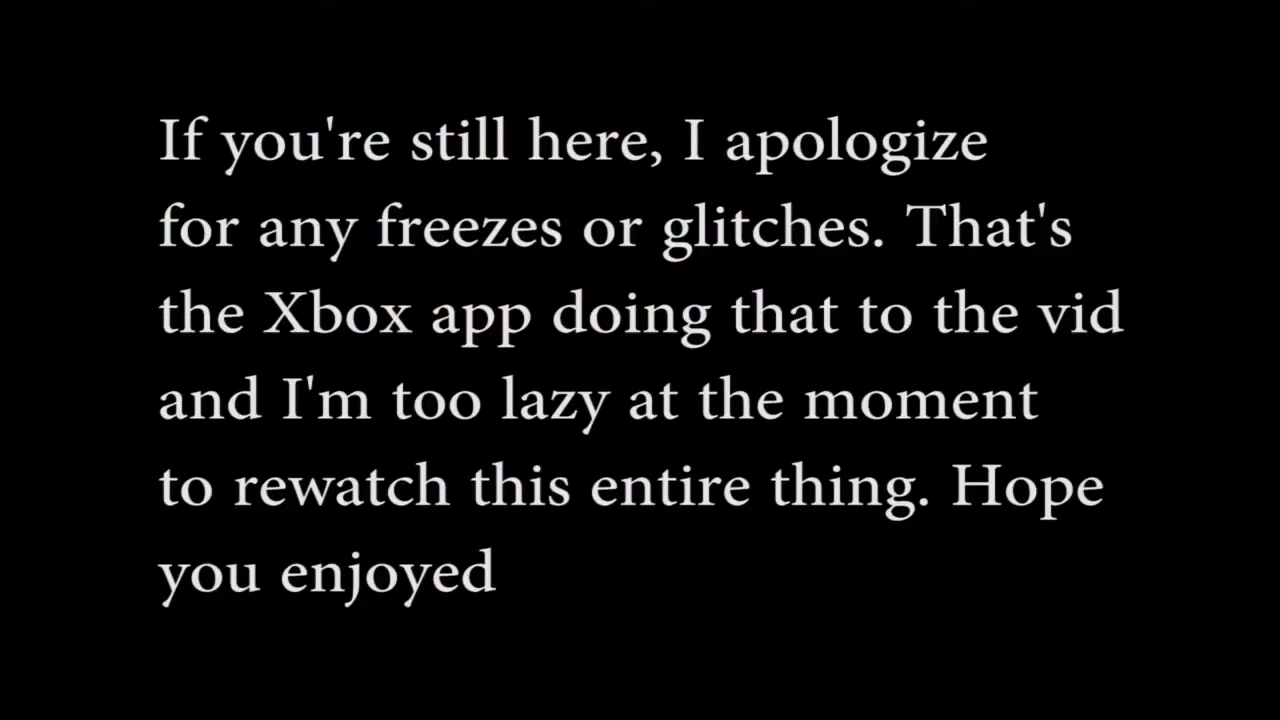 If you're still here, I apologize
for any freezes or glitches. That's
the Xbox app doing that to the vid
and I'm too lazy at the moment
to rewatch this entire thing. Hope
you enjoyed